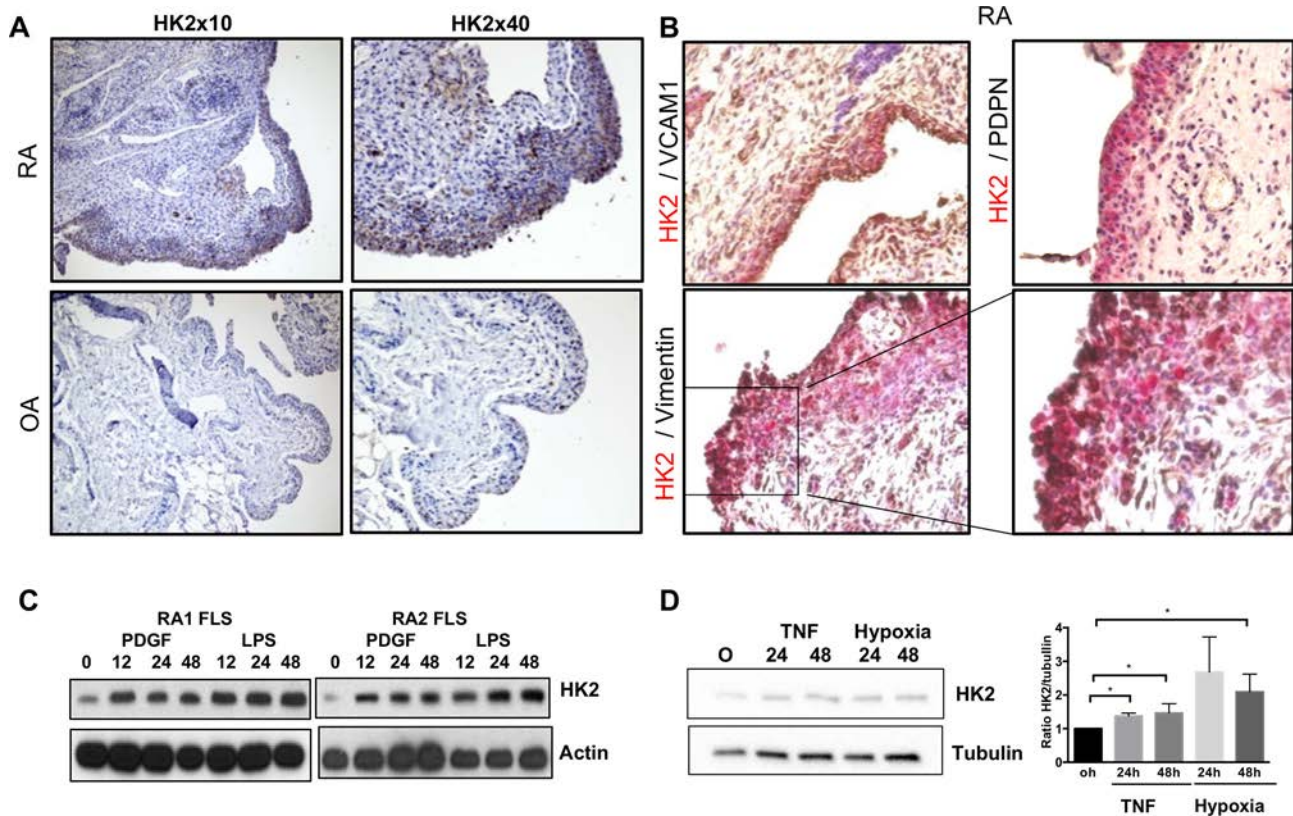 A
HK2x10
HK2x40
RA
OA
B
RA
HK2 / VCAM1
HK2 / PDPN
HK2 / Vimentin
C
RA1 FLS
RA2 FLS
PDGF
LPS
PDGF
LPS
0 12 24 48 12 24 48
0 12 24 48 12 24 48
HK2
Actin
D
TNF
Hypoxia
O 24 48 24 48
HK2
Tubulin
Ratio HK2/tubullin
4
3
2
1
0
*
*
*
oh 24h 48h 24h 48h
TNF
Hypoxia